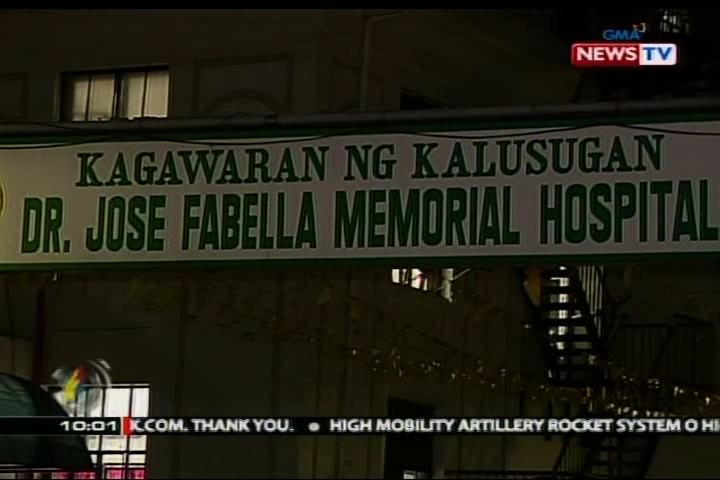 GMA
NEWS TV
KAGAWARAN NG KALUSUGAN
DR. JOSE FABELLA MEMORIAL HOSPITAL
10:01 K.COM. THANK YOU. ● HIGH MOBILITY ARTILLERY ROCKET SYSTEM O HI